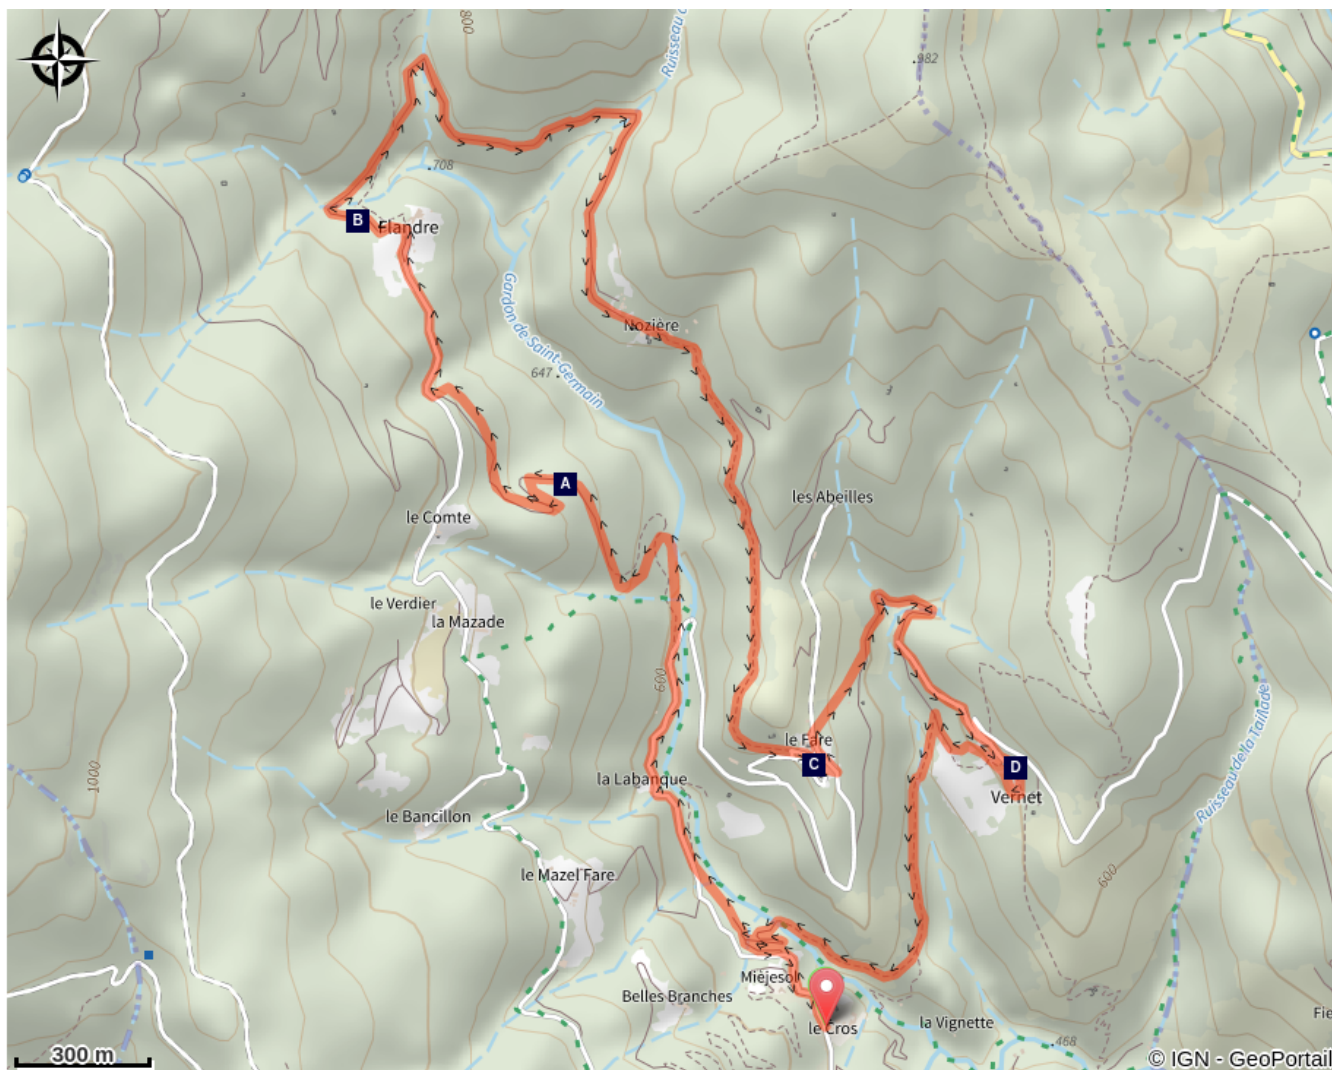 800
Ruisseau d
982
708
B
Flandre
Gardon de Saint-Germain
Nozière
647
A
les Abeilles
le Comte
le Verdier
la Mazade
600
Ruisseau de la Taillade
le Fare
C
D
Vernet
1000
la Labanque
le Bancillon
le Mazel Fare
600
Miéjesol
Belles Branches
le Cros
la Vignette
468
Fie
300 m
© IGN - GeoPortail